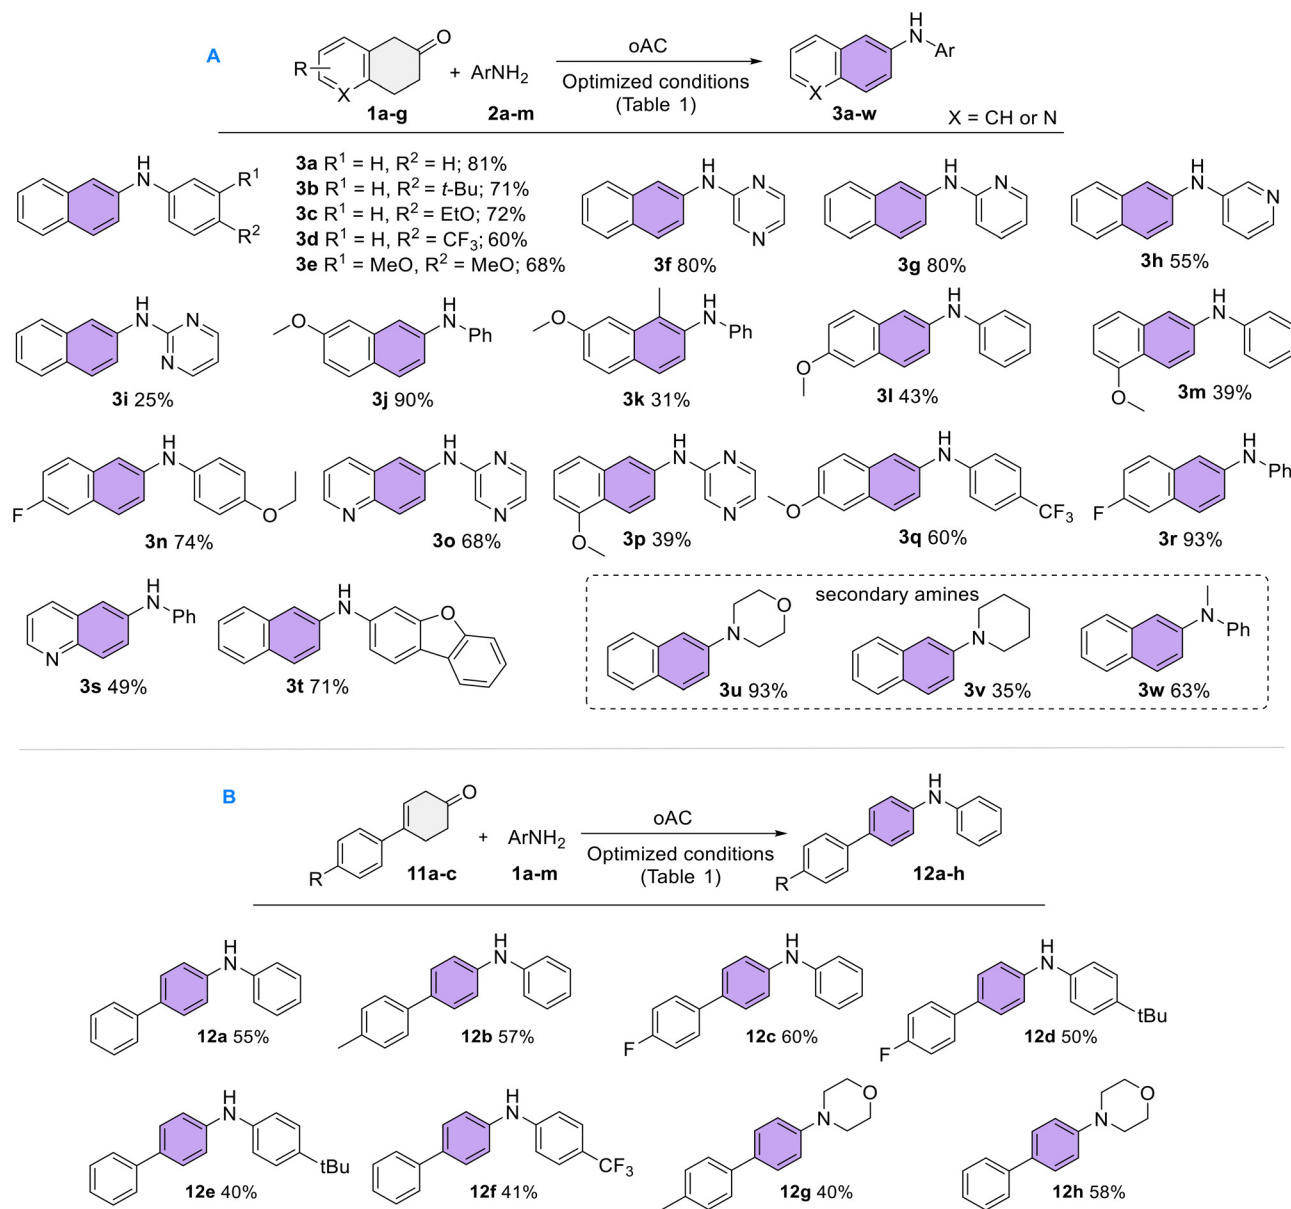 A
R
X
O
1a-g
+ ArNH2
2a-m
oAC
Optimized conditions
(Table 1)
H
N
Ar
X
3a-w
X = CH or N
H
N
R1
R2
3a R1 = H, R2 = H; 81%
3b R1 = H, R2 = t-Bu; 71%
3c R1 = H, R2 = EtO; 72%
3d R1 = H, R2 = CF3; 60%
3e R1 = MeO, R2 = MeO; 68%
H
N N
N
3f 80%
H
N N
3g 80%
H
N
N
3h 55%
H
N N
N
3i 25%
O
H
N
Ph
3j 90%
O
H
N
Ph
3k 31%
H
N
O
3l 43%
H
N
O
3m 39%
H
N
F
O
3n 74%
H
N N
N N
3o 68%
H
N N
O N
3p 39%
H
N
O
CF3
3q 60%
H
N
Ph
F
3r 93%
H
N
Ph
N
3s 49%
H
N
O
3t 71%
secondary amines
O
N
3u 93%
N
3v 35%
N
Ph
3w 63%
B
O
R
11a-c
+ ArNH2
1a-m
oAC
Optimized conditions
(Table 1)
H
N
R
12a-h
H
N
12a 55%
H
N
12b 57%
H
N
F
12c 60%
H
N
F
tBu
12d 50%
H
N
tBu
12e 40%
H
N
CF3
12f 41%
O
N
12g 40%
O
N
12h 58%